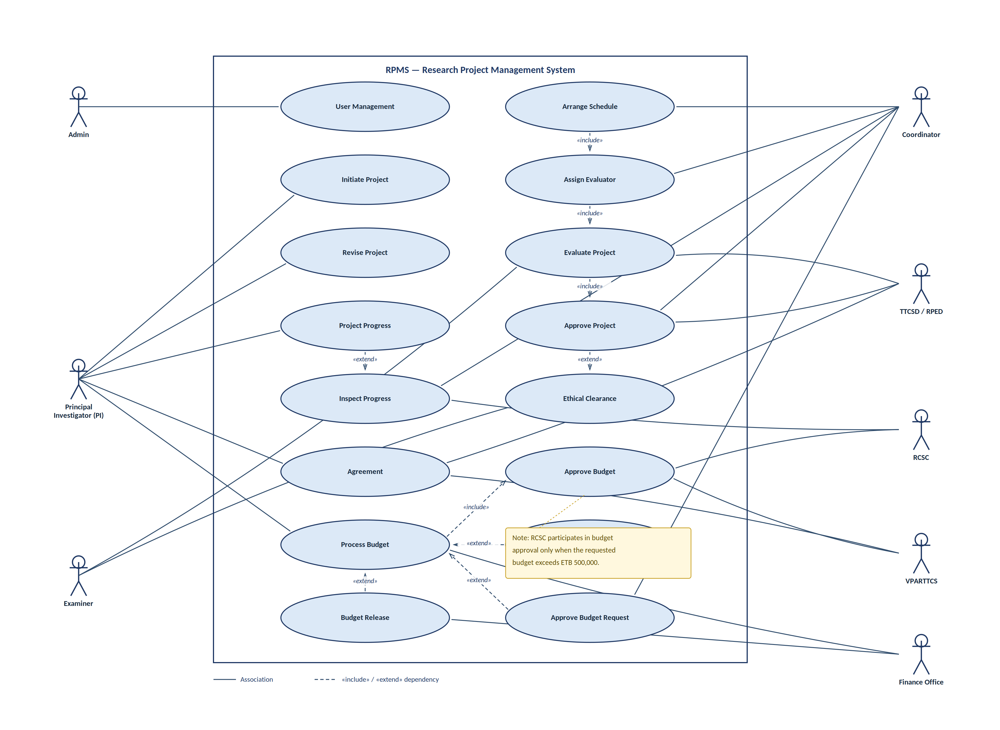 RPMS — Research Project Management System
Admin
User Management
Arrange Schedule
Coordinator
«include»
Initiate Project
Assign Evaluator
«include»
Revise Project
Evaluate Project
TTCSD / RPED
«include»
Project Progress
Approve Project
«extend»
«extend»
Principal
Investigator (PI)
Inspect Progress
Ethical Clearance
RCSC
Agreement
Approve Budget
«include»
Process Budget
«extend»
Note: RCSC participates in budget
approval only when the requested
budget exceeds ETB 500,000.
VPARTTCS
«extend»
«extend»
Examiner
Budget Release
Approve Budget Request
Finance Office
Association
«include» / «extend» dependency